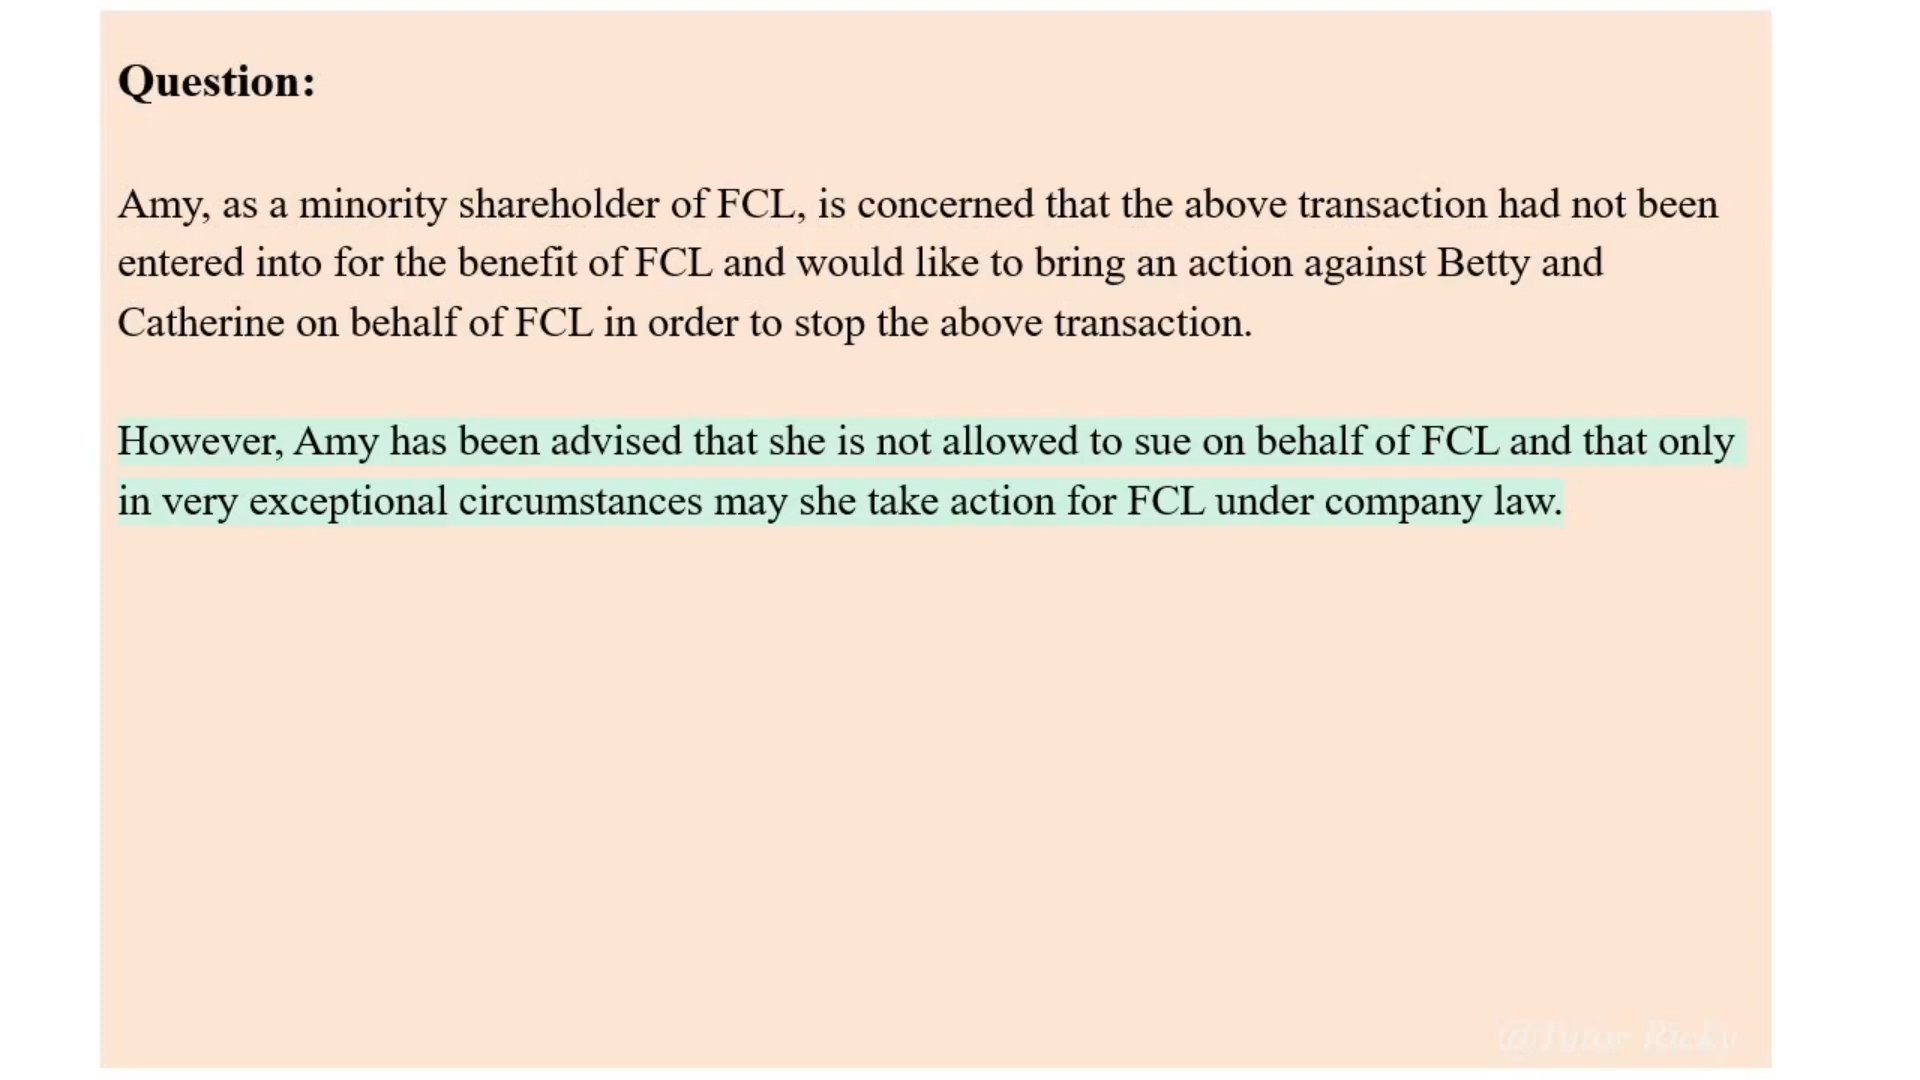 Question:
Amy, as a minority shareholder of FCL, is concerned that the above transaction had not been
entered into for the benefit of FCL and would like to bring an action against Betty and
Catherine on behalf of FCL in order to stop the above transaction.
However, Amy has been advised that she is not allowed to sue on behalf of FCL and that only
in very exceptional circumstances may she take action for FCL under company law.
@Tutor Ricky